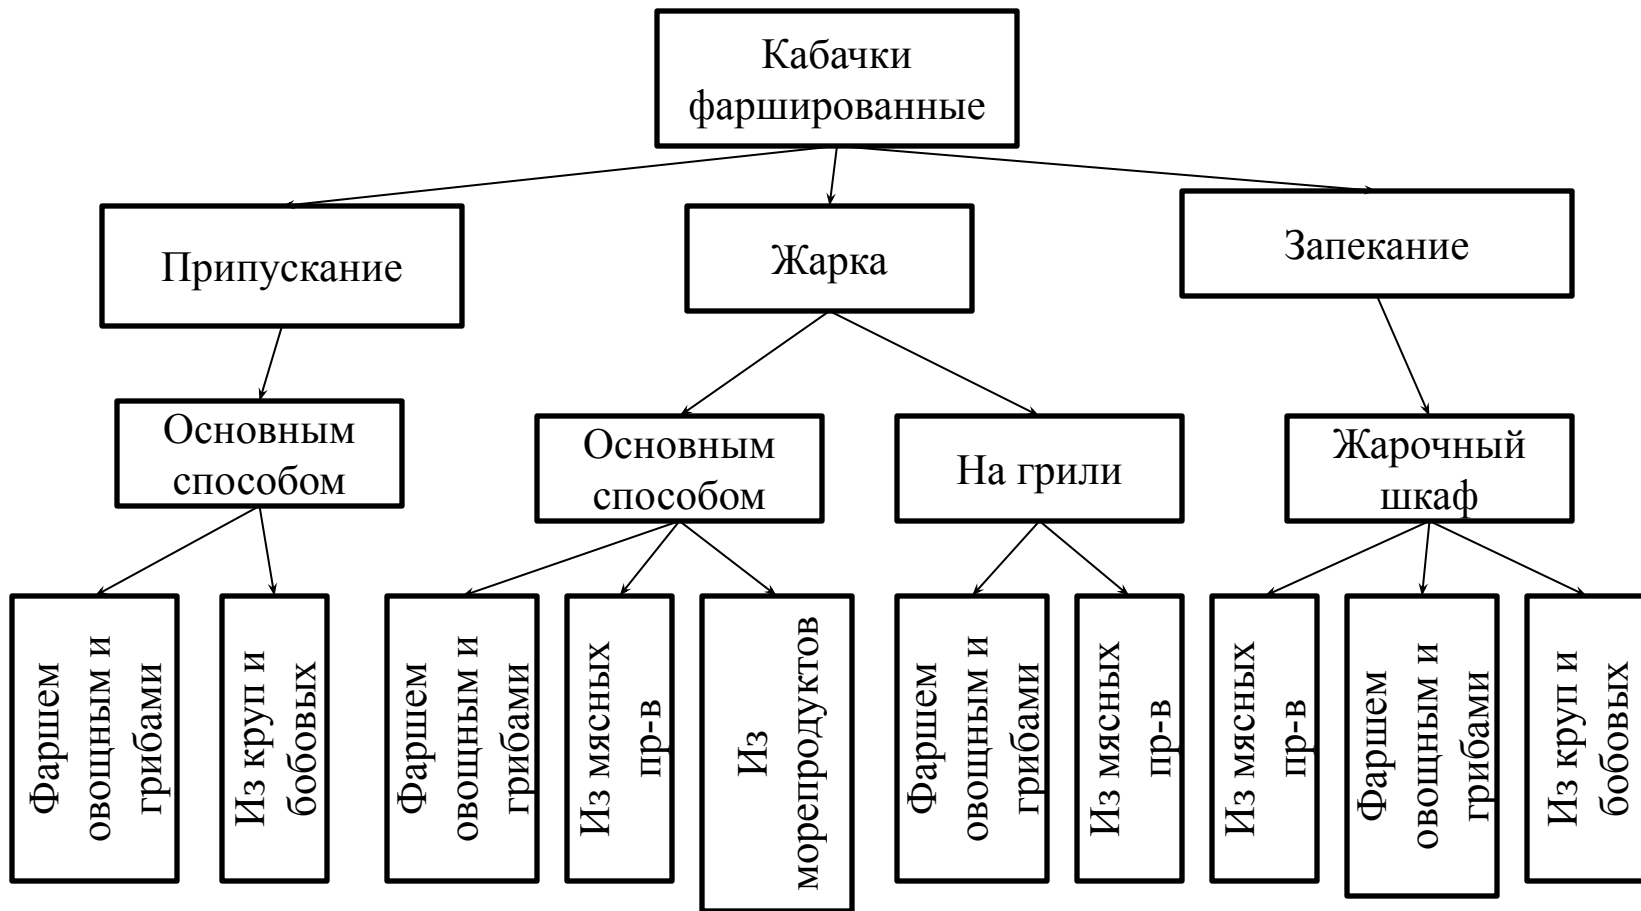 Кабачки
фаршированные
Припускание
Жарка
Запекание
Основным
способом
Основным
способом
На грили
Жарочный
шкаф
Фаршем
овощным и
грибами
Из круп и
бобовых
Фаршем
овощным и
грибами
Из мясных
пр-в
Из
морепродуктов
Фаршем
овощным и
грибами
Из мясных
пр-в
Из мясных
пр-в
Фаршем
овощным и
грибами
Из круп и
бобовых